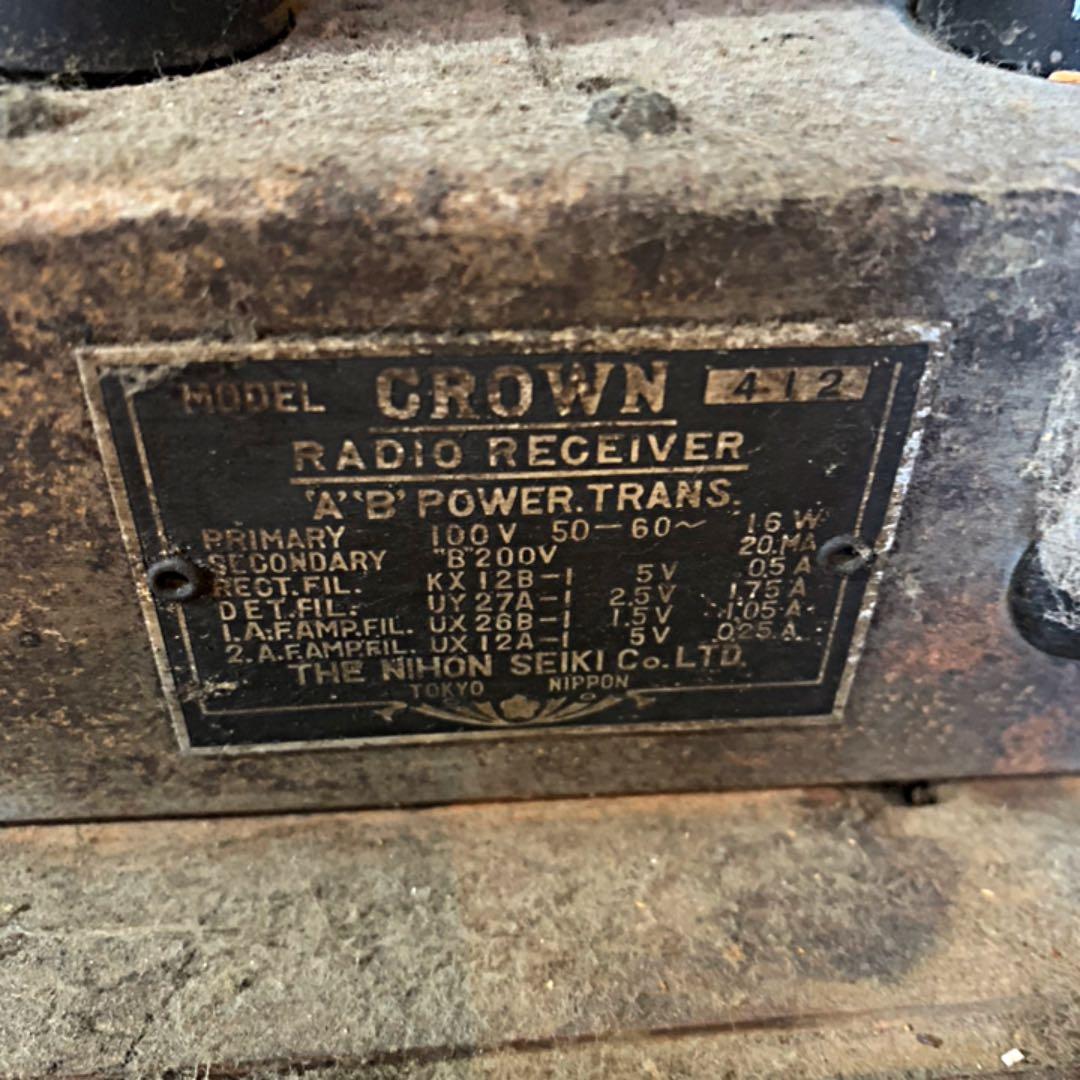 MODEL CROWN 412
RADIO RECEIVER
"A" "B" POWER. TRANS.
PRIMARY 100V 50-60~ 16 W
SECONDARY "B" 200V 20.MA
RECT. FIL. KX 12B-1 5V 0.5 A
DET. FIL. UY 27A-1 2.5V 1.75 A
1. A.F. AMP. FIL. UX 26B-1 1.5V 1.05 A
2. A.F. AMP. FIL. UX 12A-1 5V 0.25 A.
THE NIHON SEIKI Co. LTD.
TOKYO NIPPON